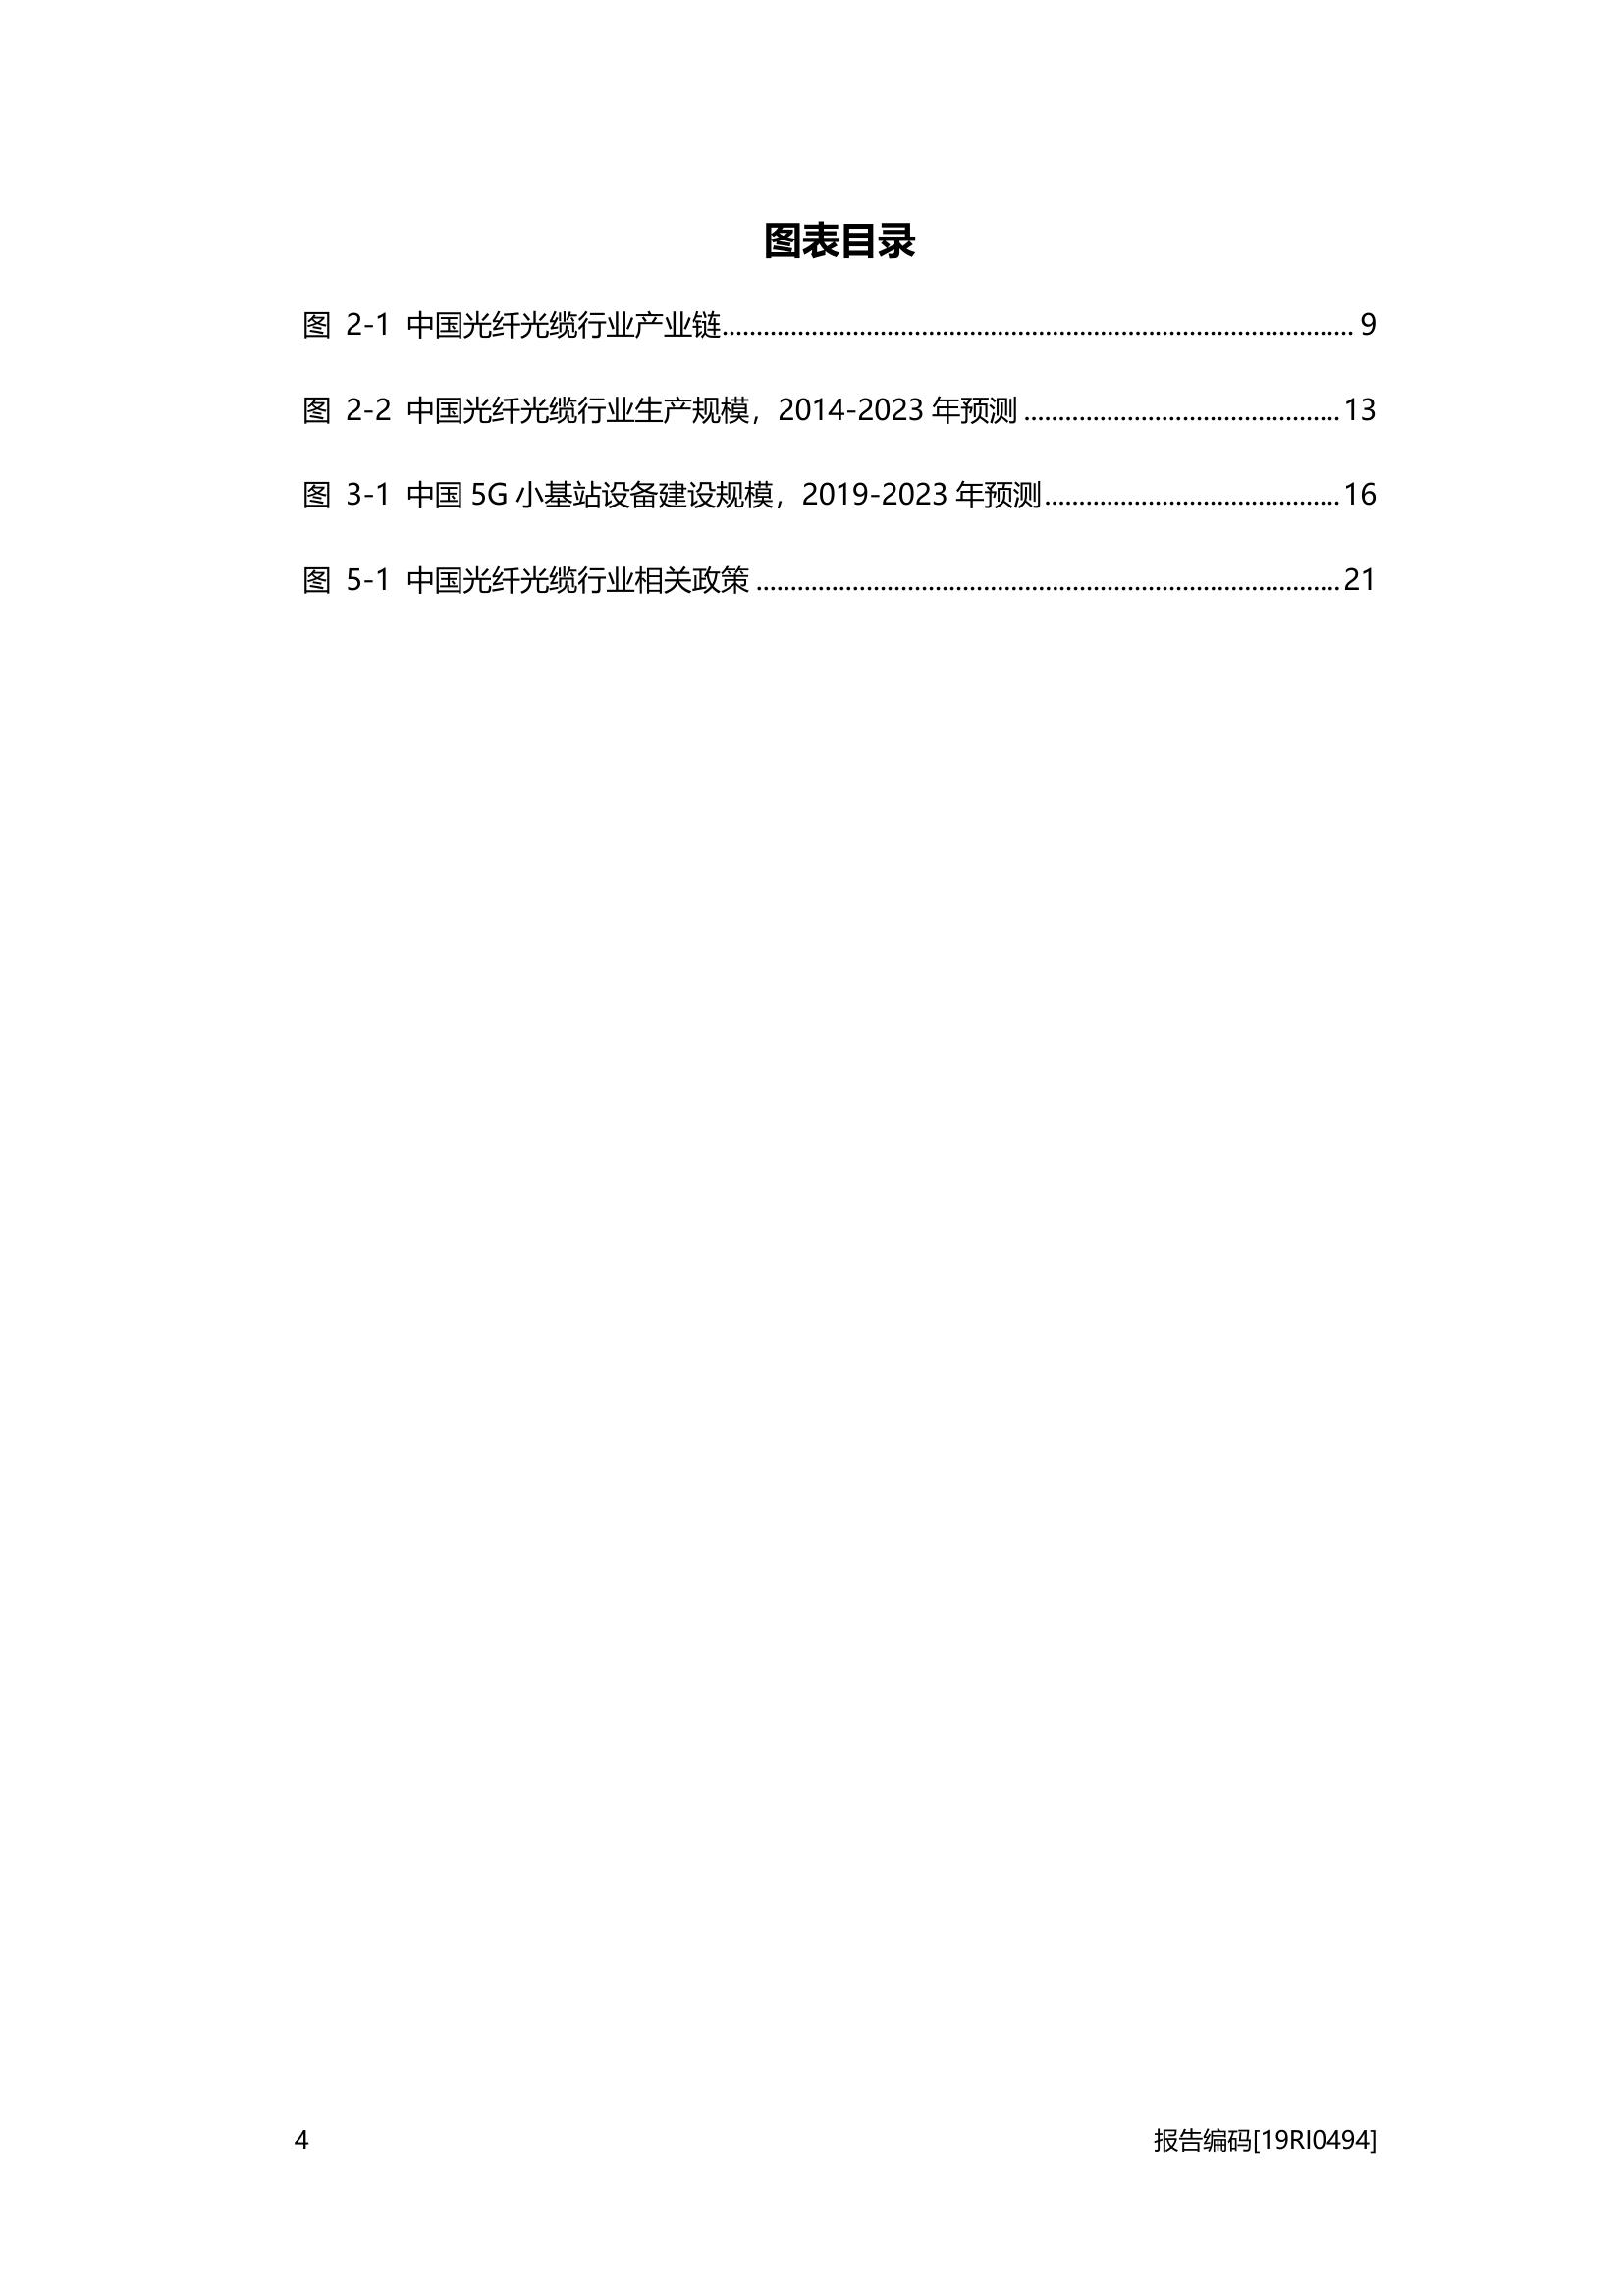 图表目录
图 2-1 中国光纤光缆行业产业链........................................................................................... 9
图 2-2 中国光纤光缆行业生产规模，2014-2023 年预测 ............................................. 13
图 3-1 中国 5G 小基站设备建设规模，2019-2023 年预测.......................................... 16
图 5-1 中国光纤光缆行业相关政策 .................................................................................... 21
4 报告编码[19RI0494]